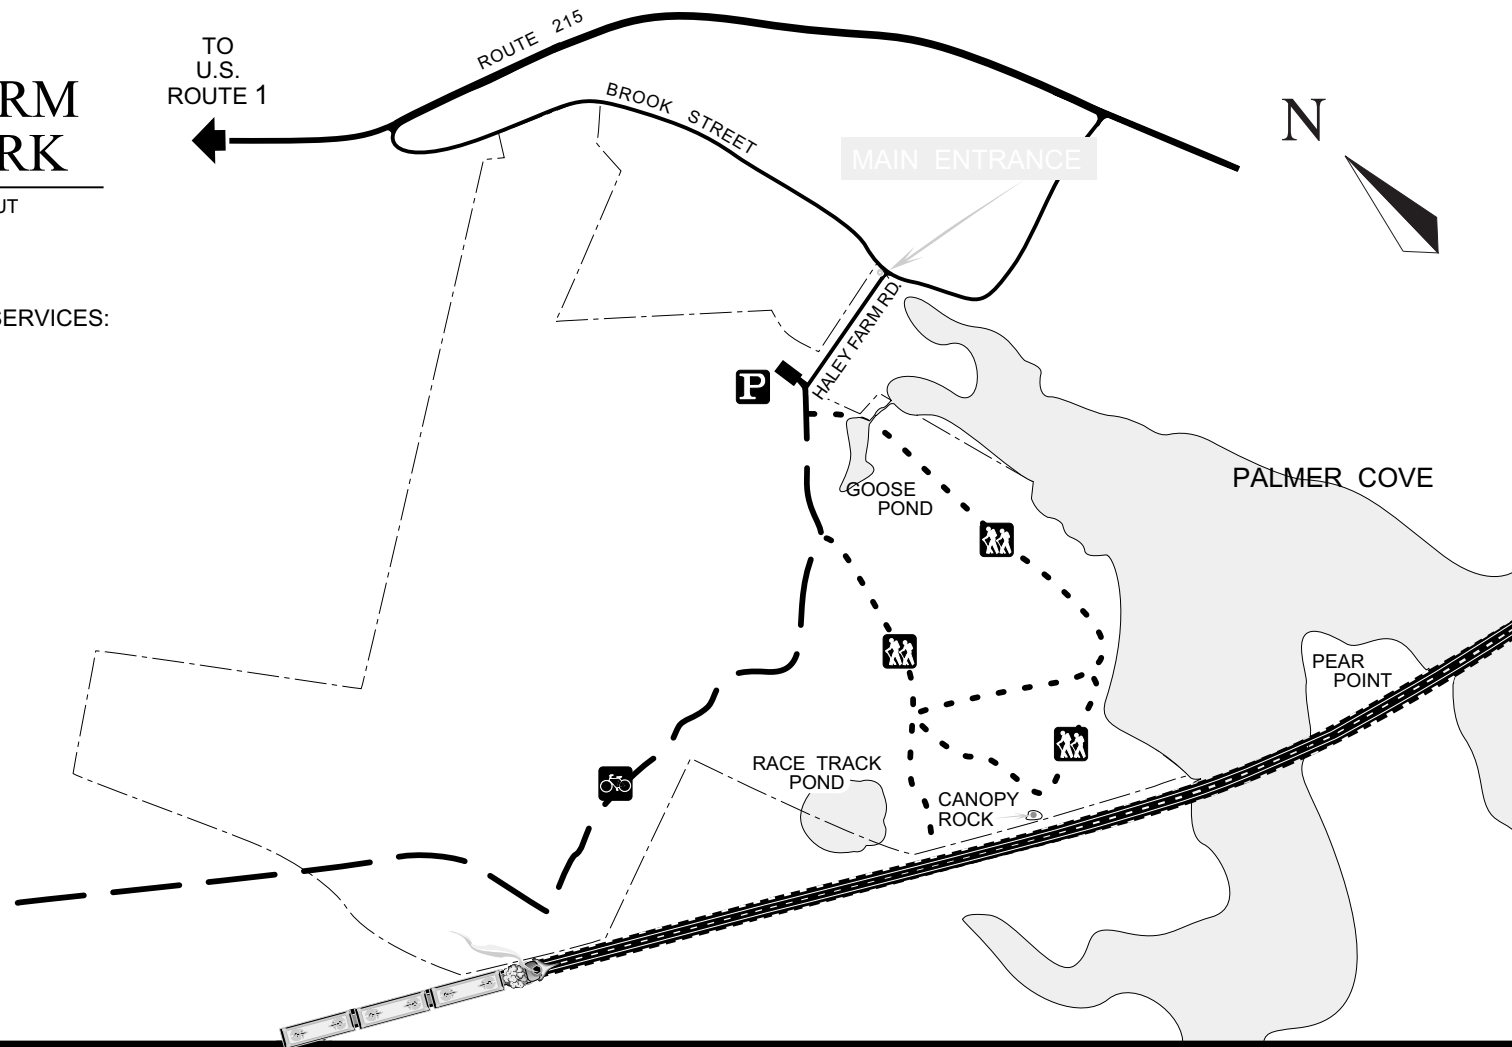 TO
U.S.
ROUTE 1
ROUTE 215
BROOK STREET
RM
RK
UT
SERVICES:
MAIN ENTRANCE
N
HALEY FARM RD.
P
GOOSE
POND
PALMER COVE
PEAR
POINT
RACE TRACK
POND
CANOPY
ROCK